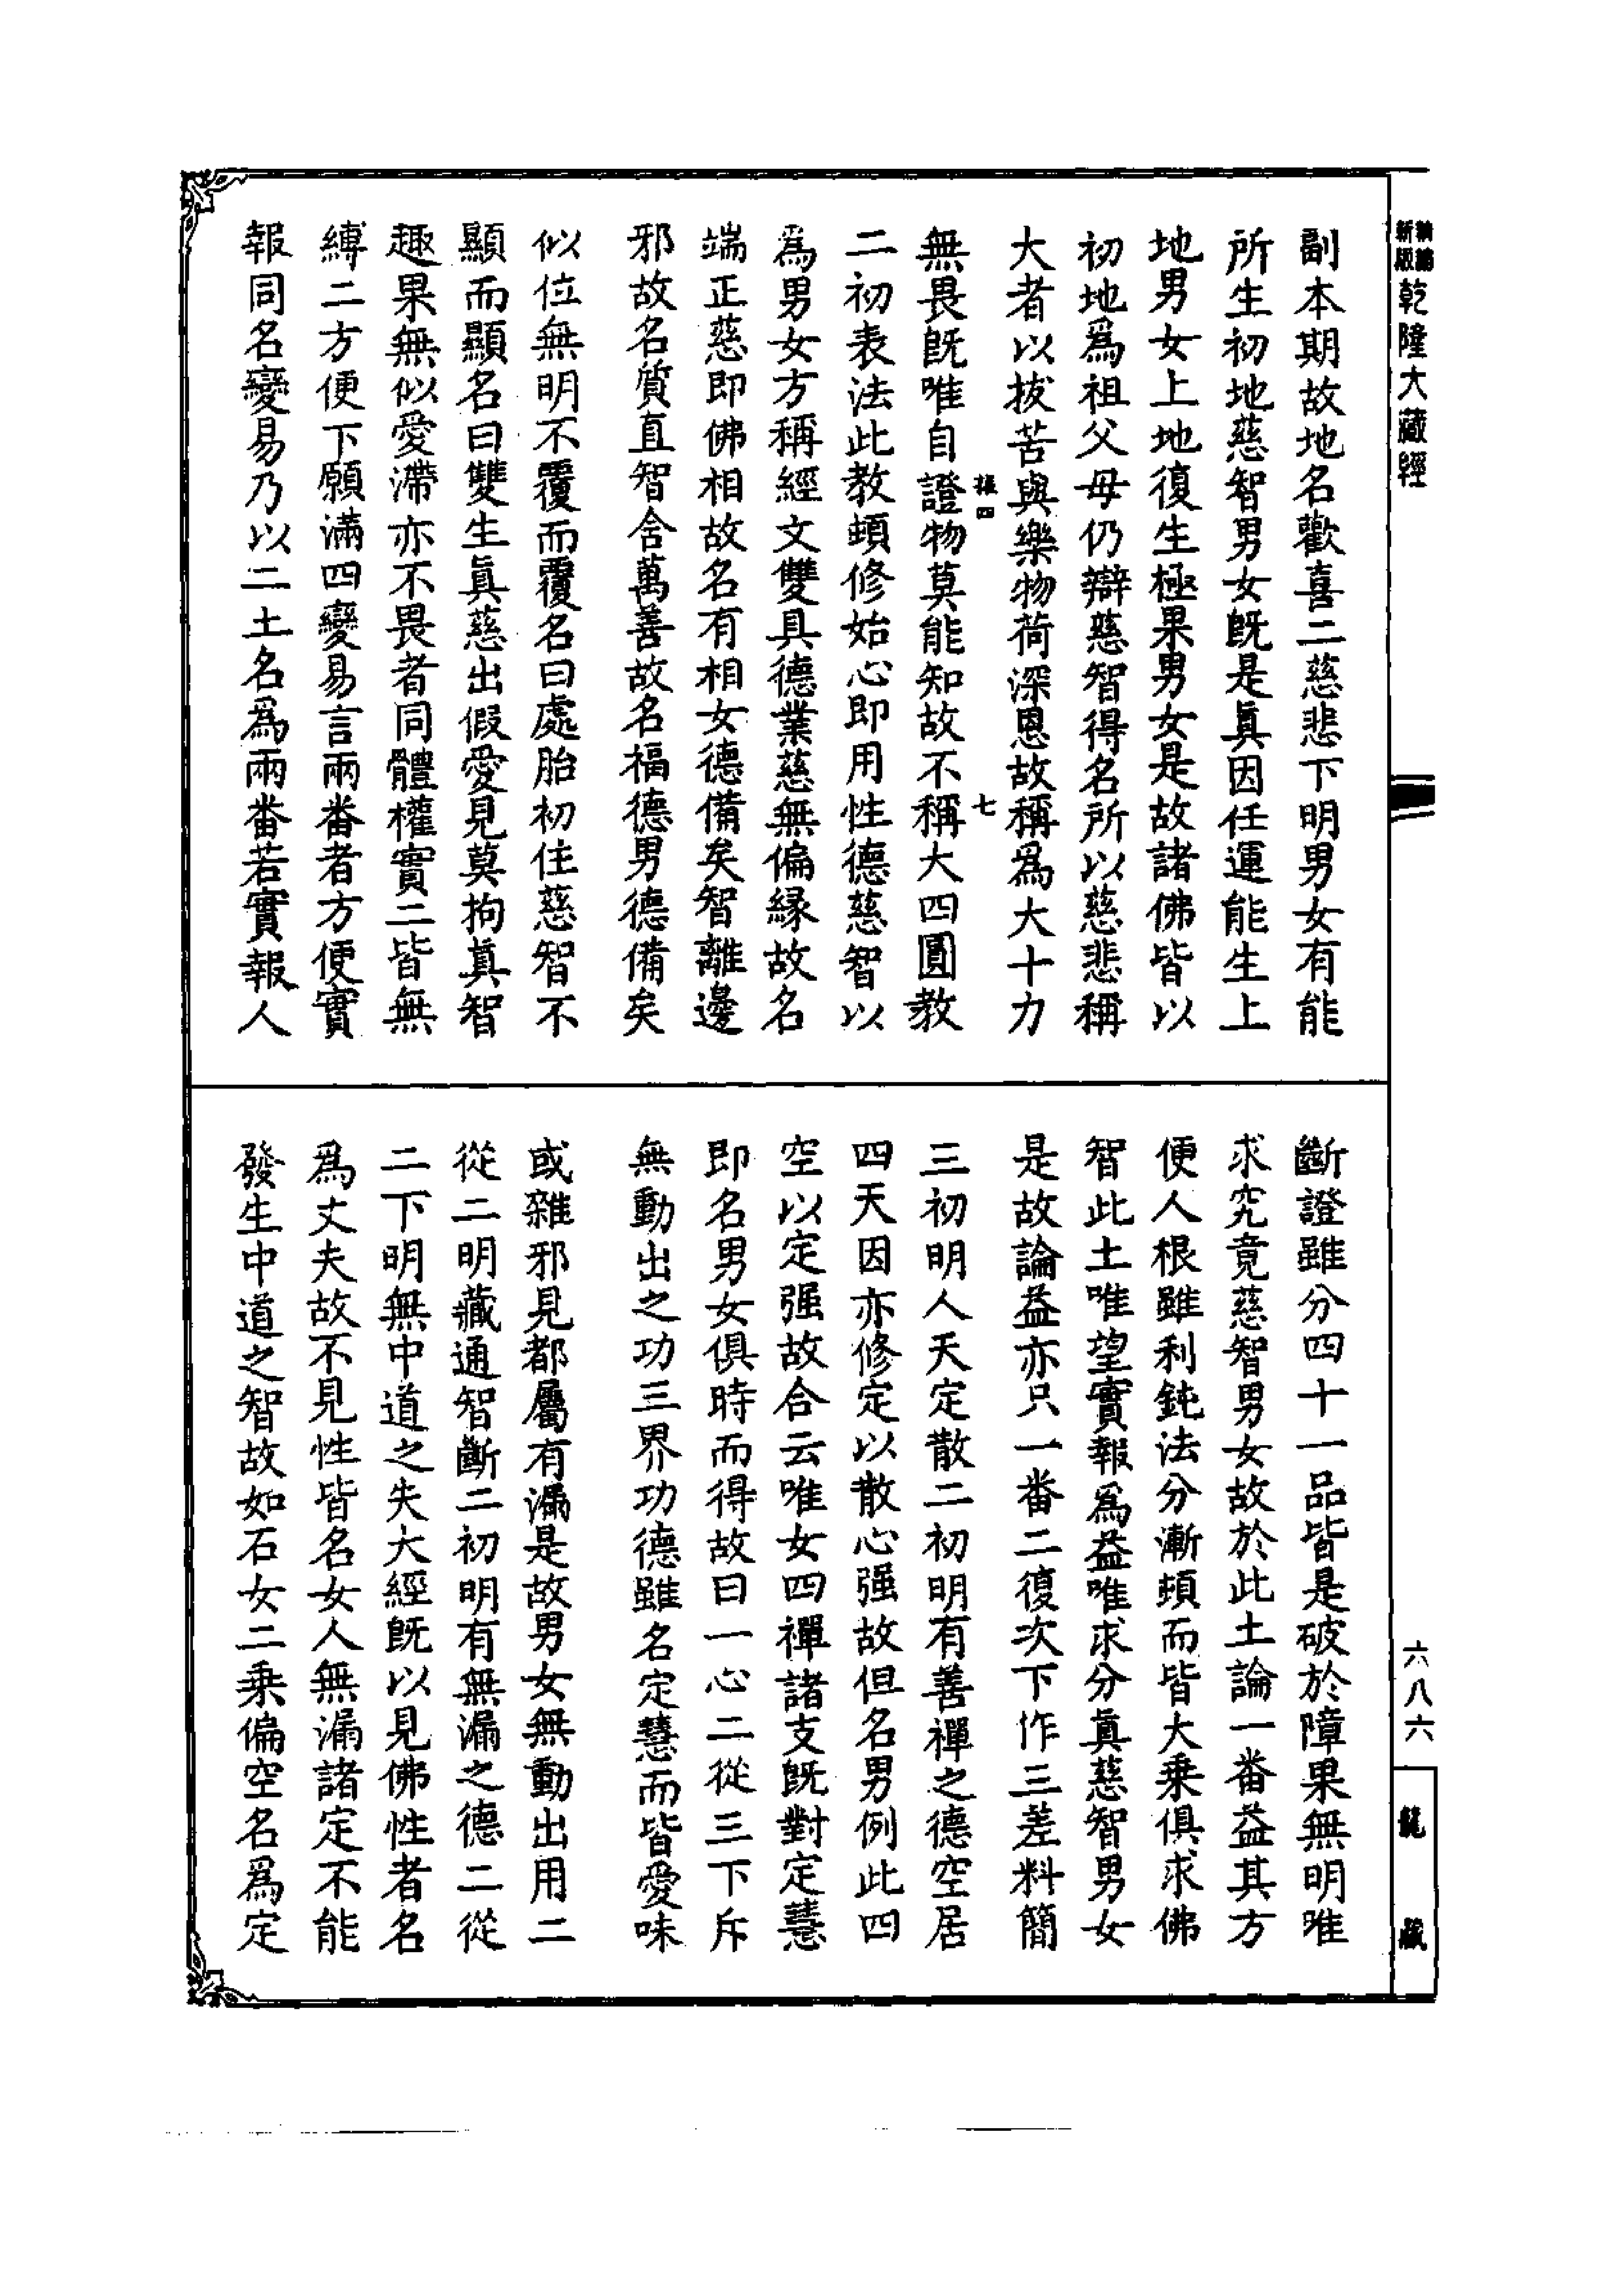 新編
新版
乾隆大藏經
副本期故地名歡喜二慈悲下明男女有能
所生初地慈智男女既是真因任運能生上
地男女上地復生極果男女是故諸佛皆以
初地爲祖父母仍辯慈智得名所以慈悲稱
大者以拔苦與樂物荷深恩故稱爲大十力
七
無畏既唯自證物莫能知故不稱大四圓教
二初表法此教頓修始心即用性德慈智以
爲男女方稱經文雙具德業慈無偏緣故名
端正慈即佛相故名有相女德備矣智離邊
邪故名質直智含萬善故名福德男德備矣
似位無明不覆而覆名曰處胎初住慈智不
顯而顯名曰雙生真慈出假愛見莫拘真智
趣果無似愛滯亦不畏者同體權實二皆無
縛二方便下願滿四變易言兩番者方便實
報同名變易乃以二土名爲兩番若實報人
斷證雖分四十一品皆是破於障果無明唯
求究竟慈智男女故於此土論一番益其方
便人根雖利鈍法分漸頓而皆大乘俱求佛
智此土唯望實報爲益唯求分真慈智男女
是故論益亦只一番二復次下作三差料簡
三初明人天定散二初明有善禪之德空居
四天因亦修定以散心强故但名男例此四
空以定强故合云唯女四禪諸支既對定慧
即名男女俱時而得故曰一心二從三下斥
無動出之功三界功德雖名定慧而皆愛味
或雜邪見都屬有漏是故男女無動出用二
從二明藏通智斷二初明有無漏之德二從
二下明無中道之失大經既以見佛性者名
爲丈夫故不見性皆名女人無漏諸定不能
發生中道之智故如石女二乘偏空名爲定
六八六
龍藏